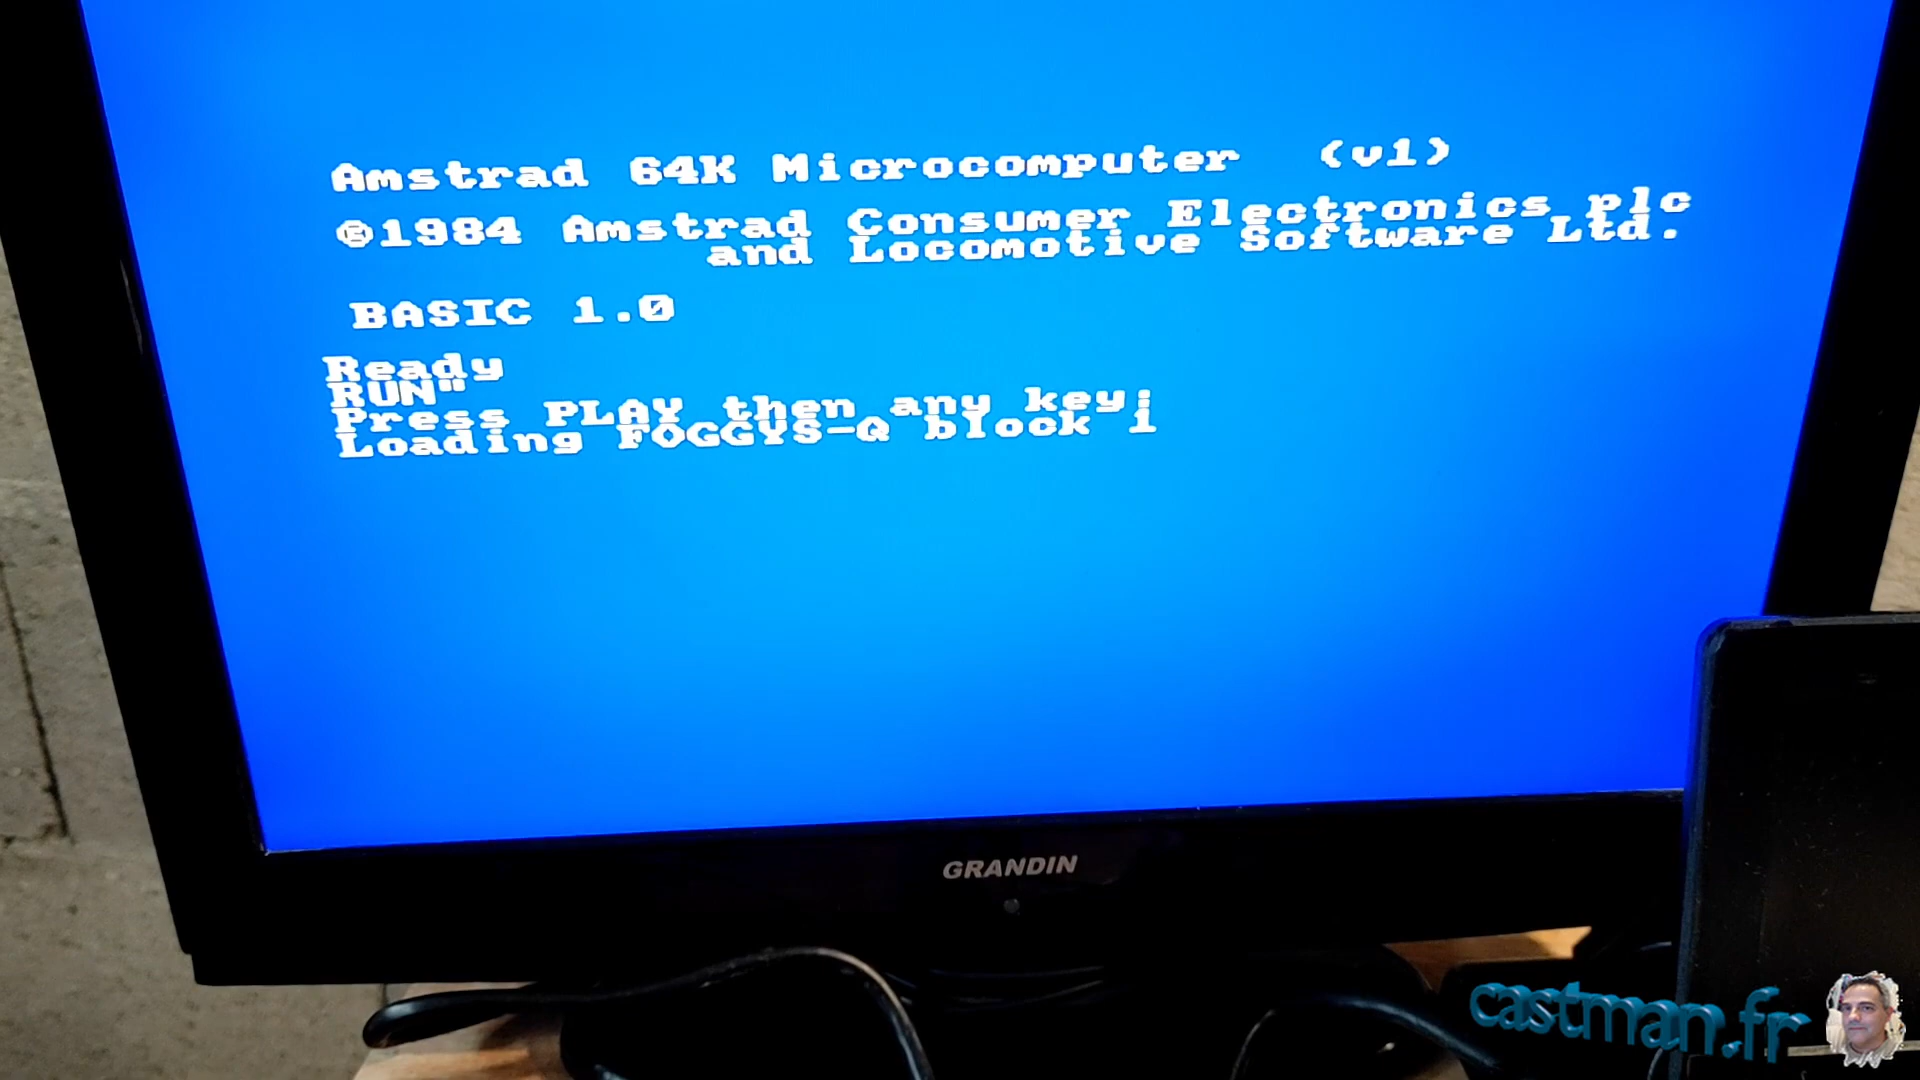 Amstrad 64K Microcomputer (v1)
©1984 Amstrad Consumer Electronics plc
and Locomotive Software Ltd.
BASIC 1.0
Ready
RUN"
Press PLAY then any key:
Loading FOGGYS-Q block 1
GRANDIN
castman.fr